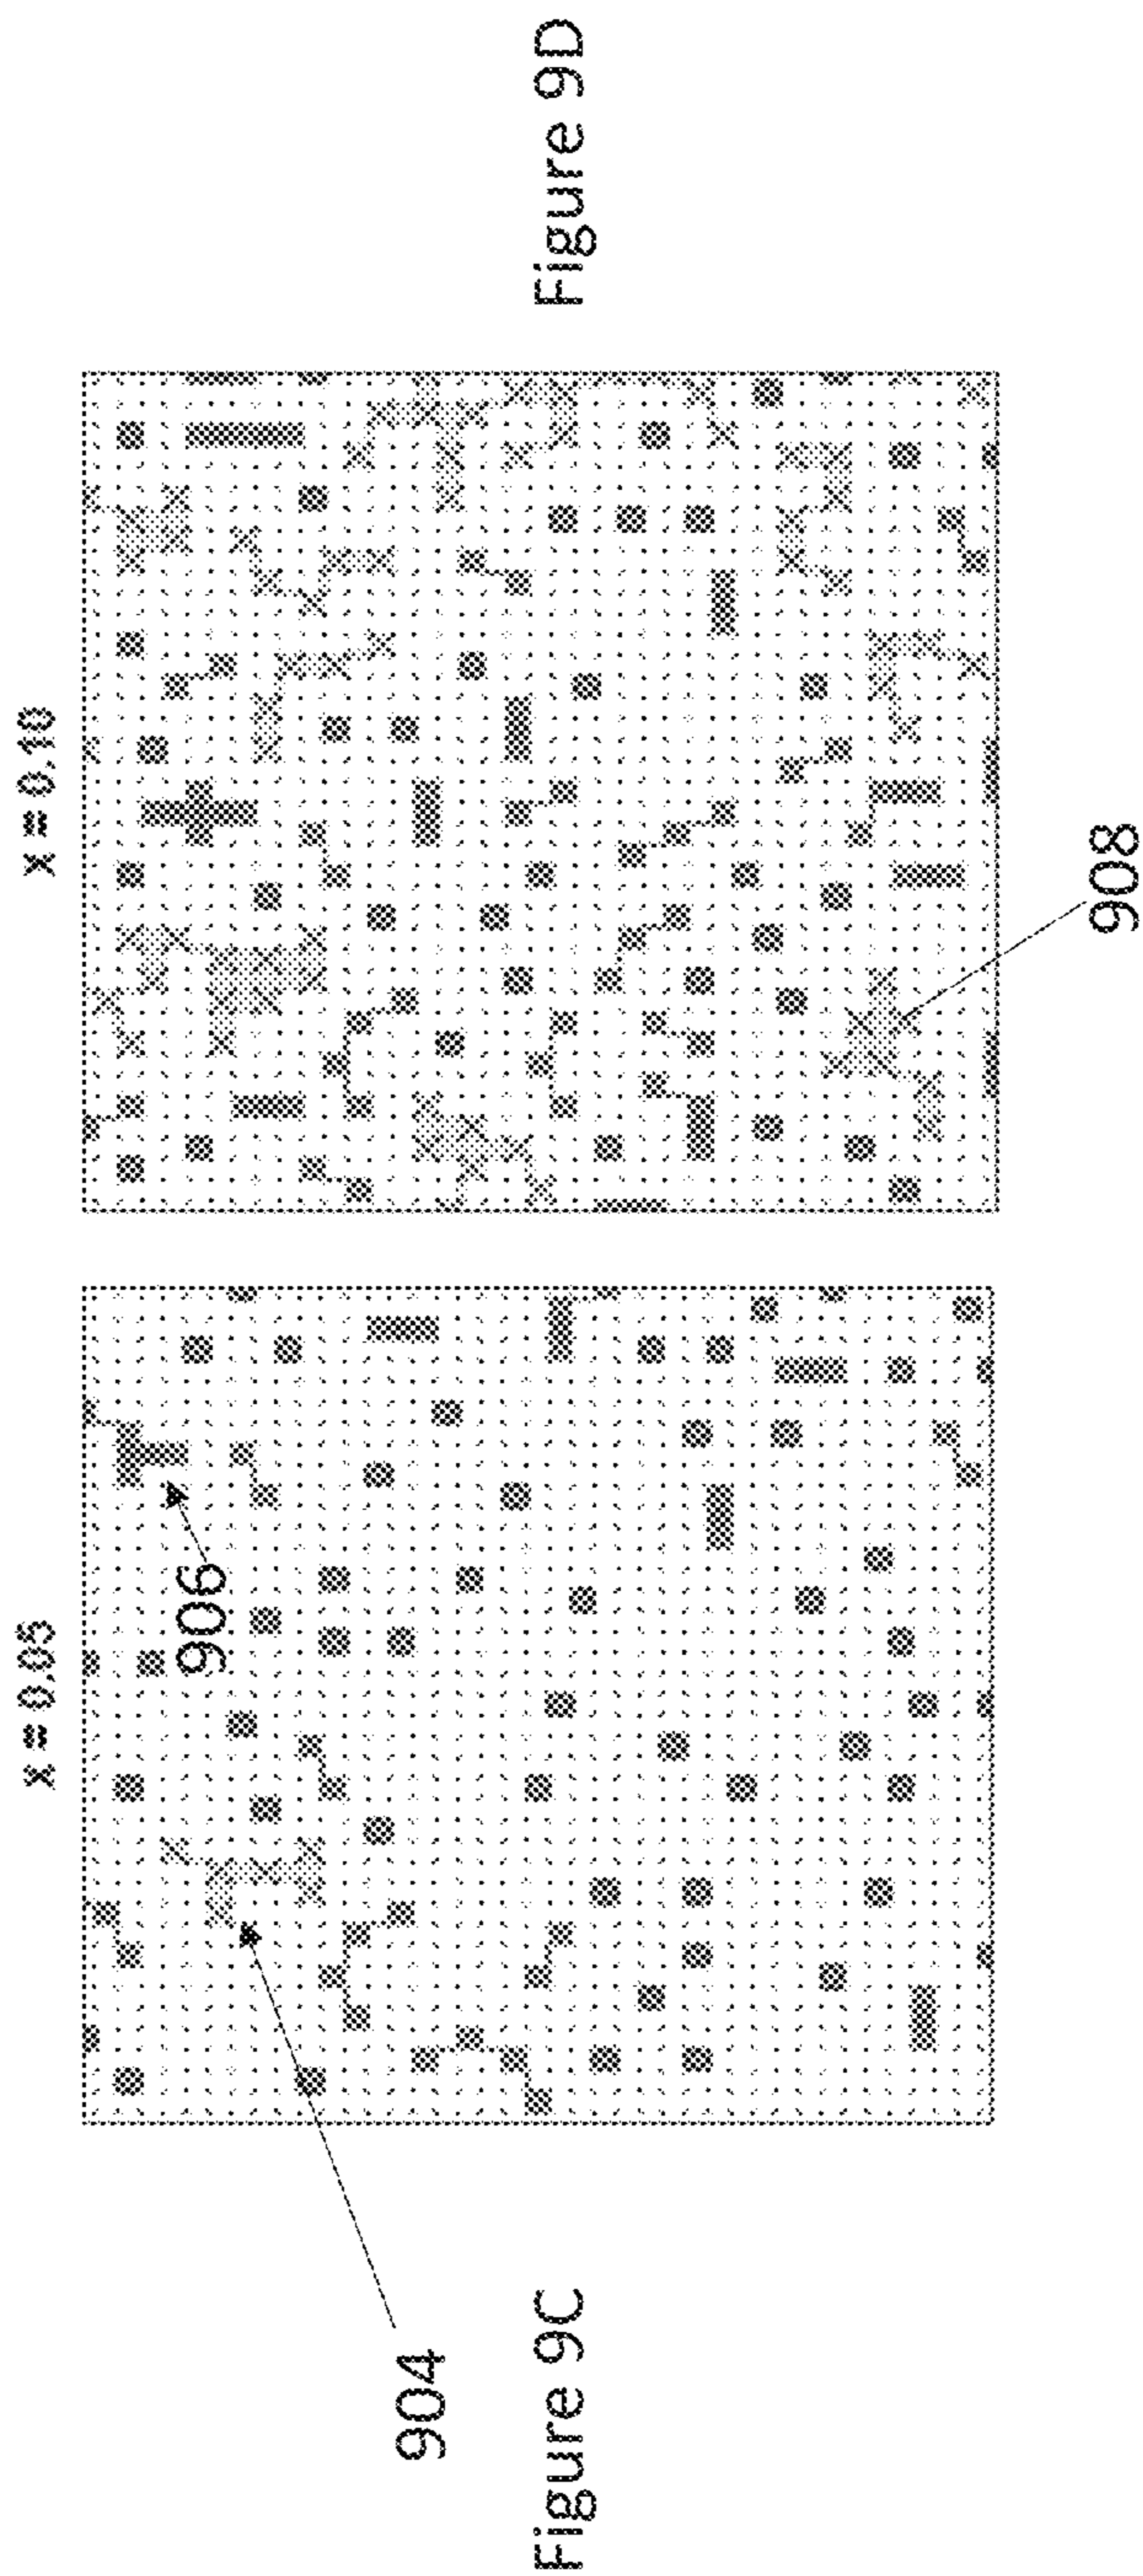 x = 0.05
906
904
Figure 9C
x = 0.10
908
Figure 9D